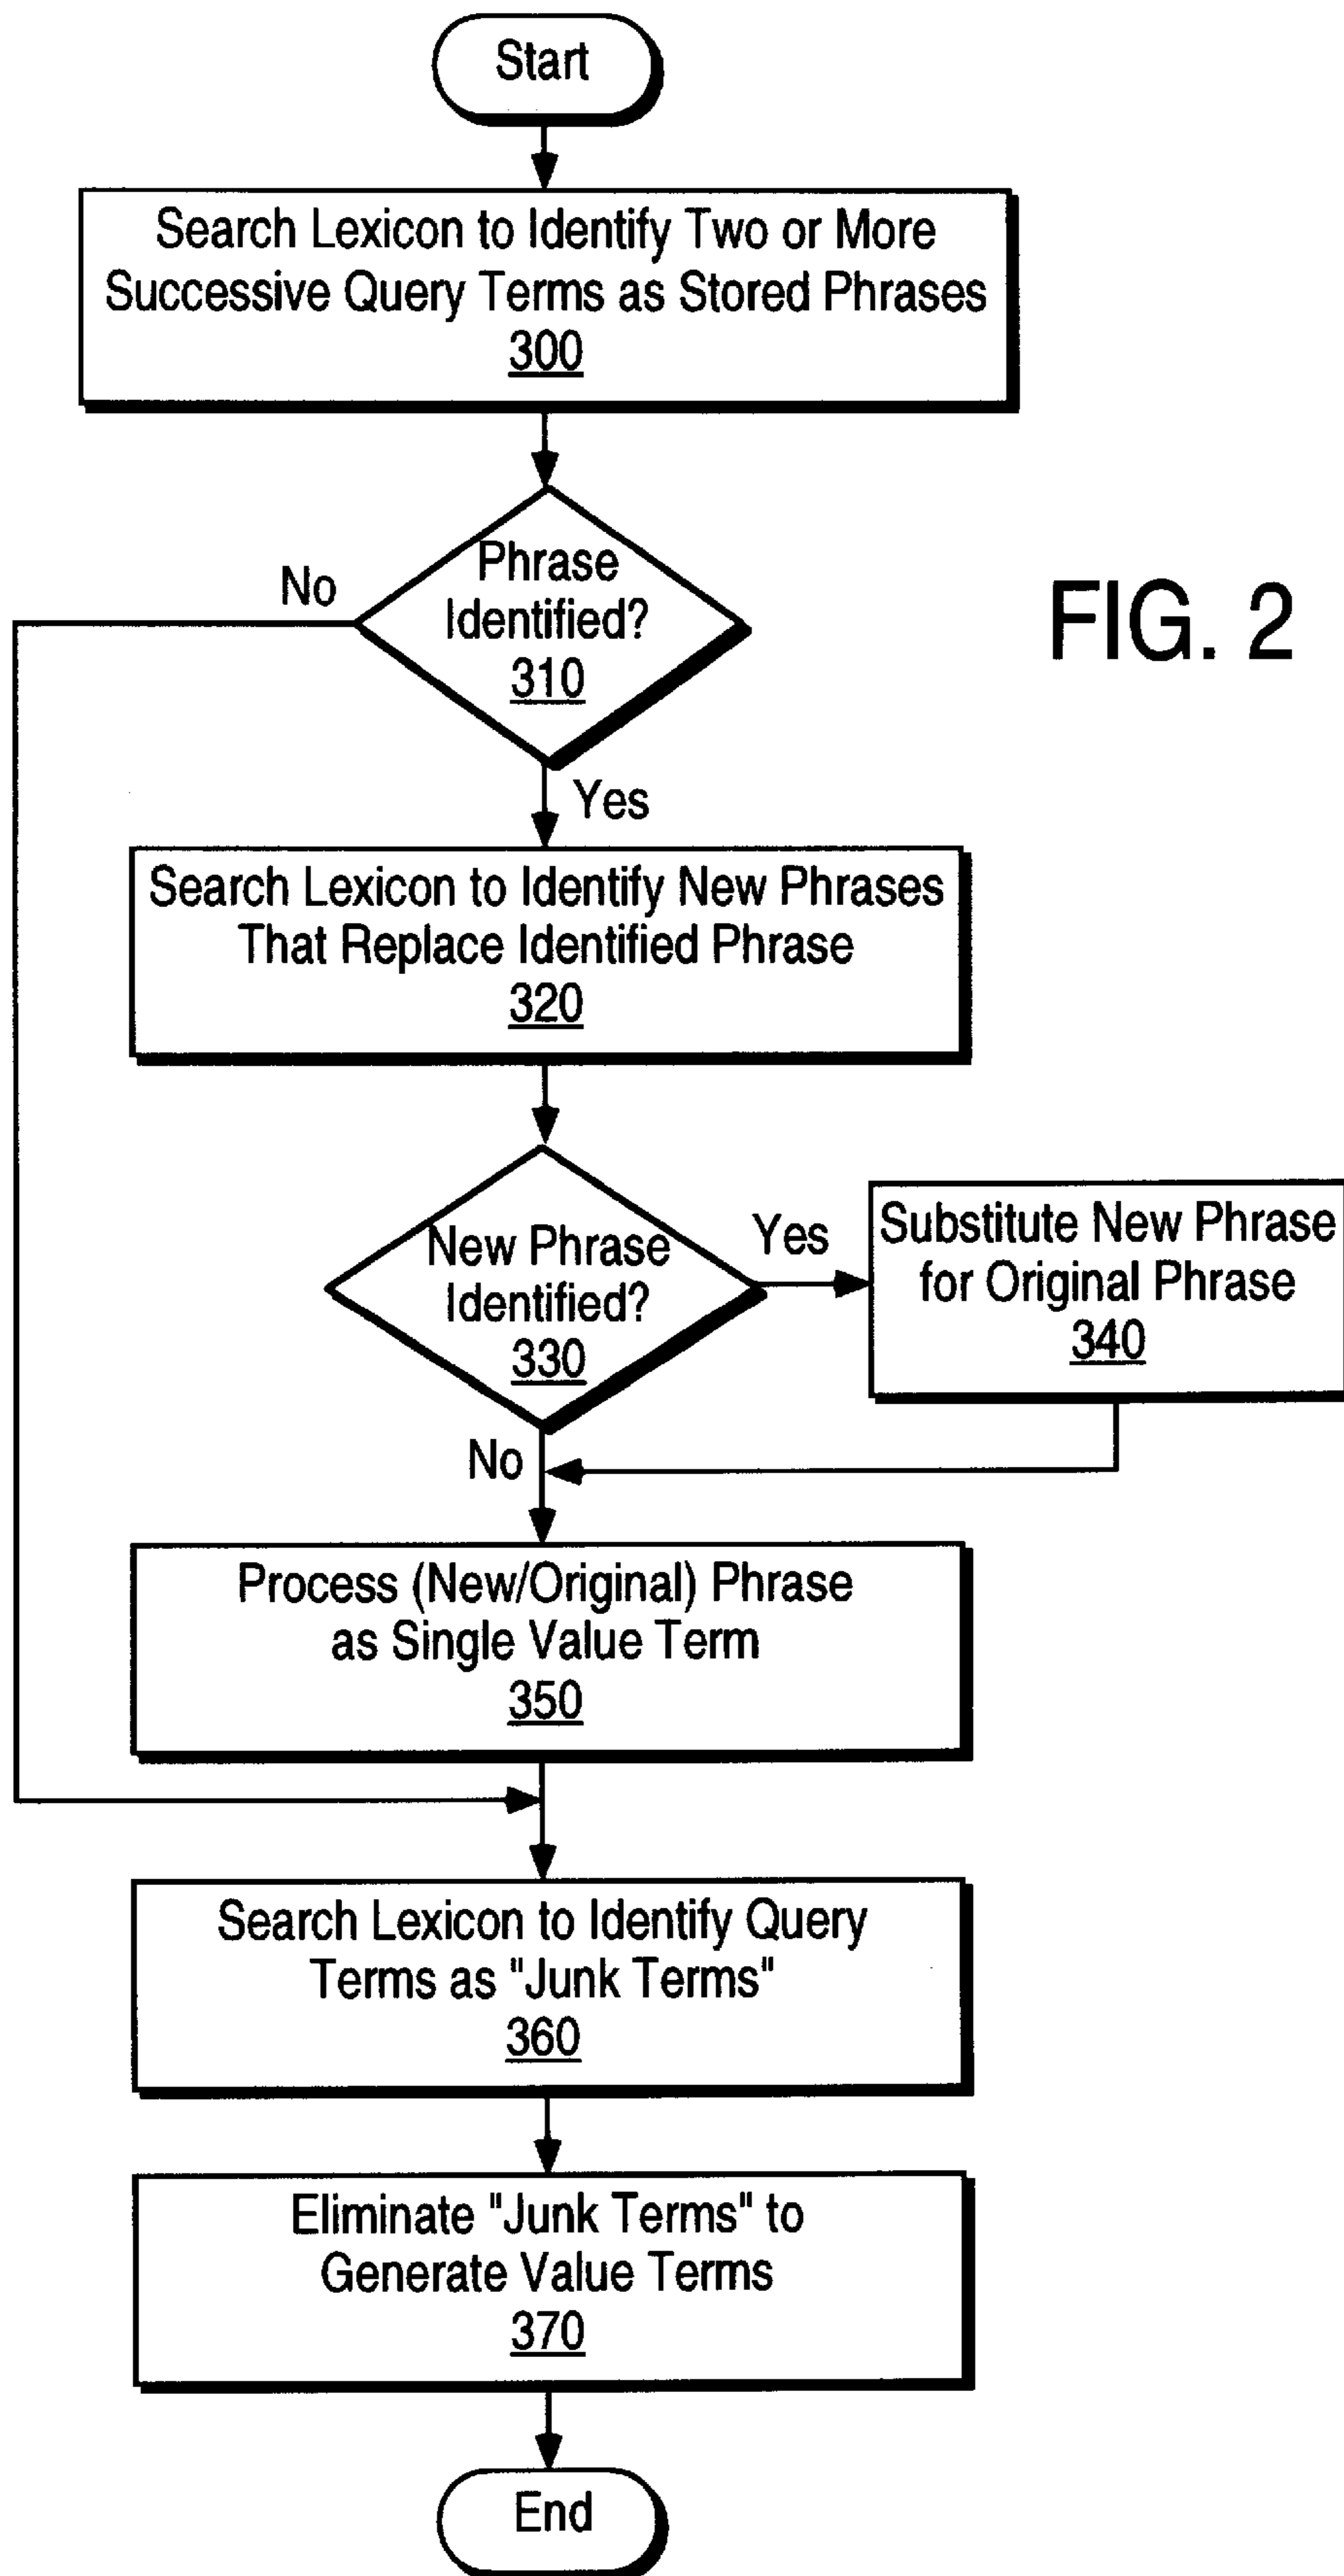 Start
Search Lexicon to Identify Two or More
Successive Query Terms as Stored Phrases
300
Phrase
Identified?
310
No
FIG. 2
Yes
Search Lexicon to Identify New Phrases
That Replace Identified Phrase
320
New Phrase
Identified?
330
Yes
Substitute New Phrase
for Original Phrase
340
No
Process (New/Original) Phrase
as Single Value Term
350
Search Lexicon to Identify Query
Terms as "Junk Terms"
360
Eliminate "Junk Terms" to
Generate Value Terms
370
End